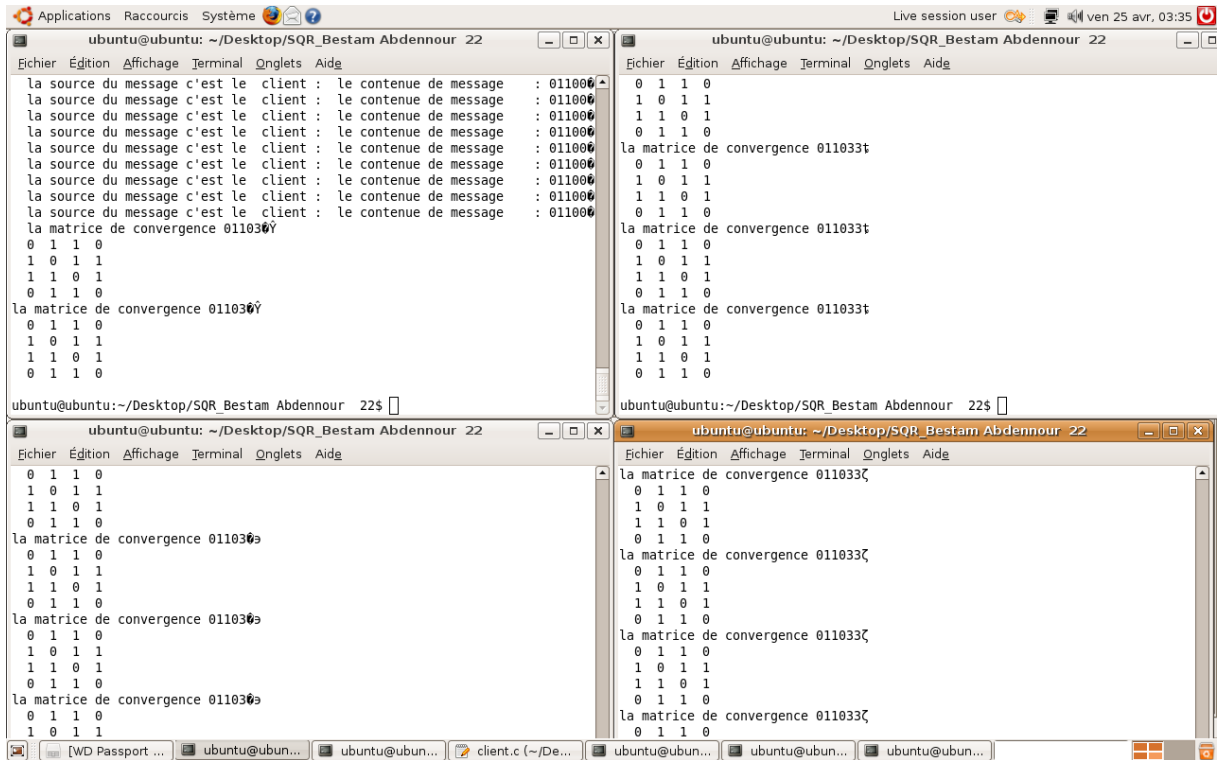 Applications Raccourcis Système Live session user ven 25 avr, 03:35
ubuntu@ubuntu: ~/Desktop/SQR_Bestam Abdennour 22
Fichier Édition Affichage Terminal Onglets Aide
la source du message c'est le client : le contenue de message : 01100�
la source du message c'est le client : le contenue de message : 01100�
la source du message c'est le client : le contenue de message : 01100�
la source du message c'est le client : le contenue de message : 01100�
la source du message c'est le client : le contenue de message : 01100�
la source du message c'est le client : le contenue de message : 01100�
la source du message c'est le client : le contenue de message : 01100�
la source du message c'est le client : le contenue de message : 01100�
la source du message c'est le client : le contenue de message : 01100�
la matrice de convergence 01103�Ÿ
0 1 1 0
1 0 1 1
1 1 0 1
0 1 1 0
la matrice de convergence 01103�Ÿ
0 1 1 0
1 0 1 1
1 1 0 1
0 1 1 0
ubuntu@ubuntu:~/Desktop/SQR_Bestam Abdennour 22$
ubuntu@ubuntu: ~/Desktop/SQR_Bestam Abdennour 22
Fichier Édition Affichage Terminal Onglets Aide
0 1 1 0
1 0 1 1
1 1 0 1
0 1 1 0
la matrice de convergence 011033ʨ
0 1 1 0
1 0 1 1
1 1 0 1
0 1 1 0
la matrice de convergence 011033ʨ
0 1 1 0
1 0 1 1
1 1 0 1
0 1 1 0
la matrice de convergence 011033ʨ
0 1 1 0
1 0 1 1
1 1 0 1
0 1 1 0
ubuntu@ubuntu:~/Desktop/SQR_Bestam Abdennour 22$
ubuntu@ubuntu: ~/Desktop/SQR_Bestam Abdennour 22
Fichier Édition Affichage Terminal Onglets Aide
0 1 1 0
1 0 1 1
1 1 0 1
0 1 1 0
la matrice de convergence 01103�϶
0 1 1 0
1 0 1 1
1 1 0 1
0 1 1 0
la matrice de convergence 01103�϶
0 1 1 0
1 0 1 1
1 1 0 1
0 1 1 0
la matrice de convergence 01103�϶
0 1 1 0
1 0 1 1
ubuntu@ubuntu: ~/Desktop/SQR_Bestam Abdennour 22
Fichier Édition Affichage Terminal Onglets Aide
la matrice de convergence 011033ζ
0 1 1 0
1 0 1 1
1 1 0 1
0 1 1 0
la matrice de convergence 011033ζ
0 1 1 0
1 0 1 1
1 1 0 1
0 1 1 0
la matrice de convergence 011033ζ
0 1 1 0
1 0 1 1
1 1 0 1
0 1 1 0
la matrice de convergence 011033ζ
0 1 1 0
[WD Passport ... ubuntu@ubun... ubuntu@ubun... client.c (~/De... ubuntu@ubun... ubuntu@ubun... ubuntu@ubun...